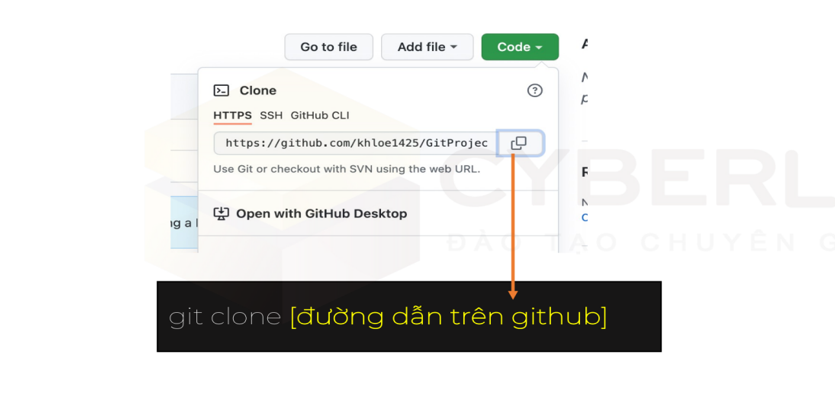 Go to file Add file Code
Clone
HTTPS SSH GitHub CLI
https://github.com/khloe1425/GitProjec
Use Git or checkout with SVN using the web URL.
Open with GitHub Desktop
CYBERL
ĐÀO TẠO CHUYÊN G
git clone [đường dẫn trên github]